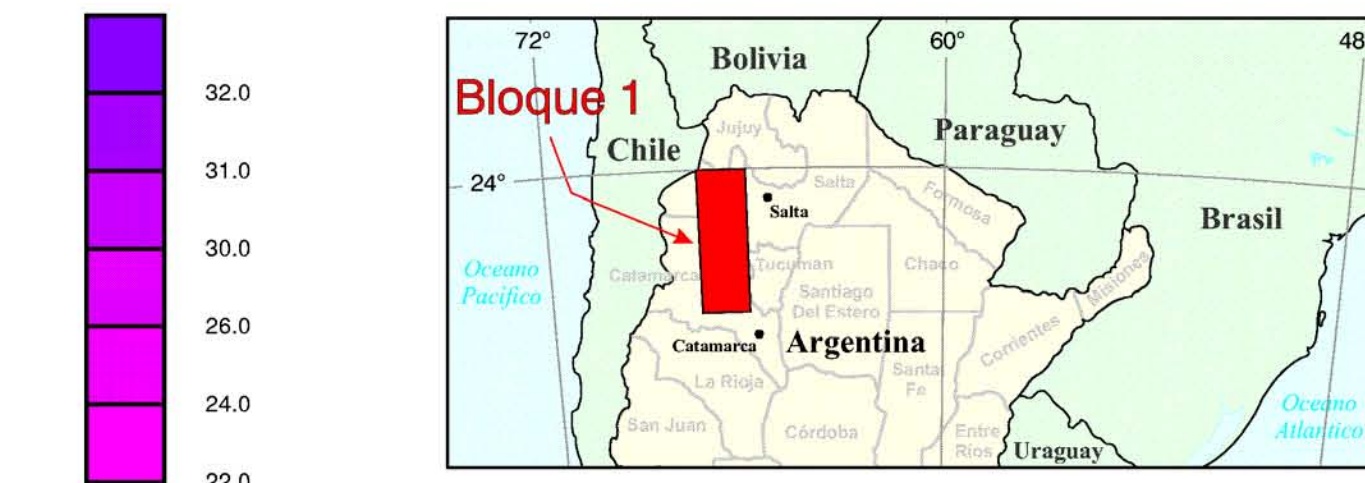 32.0
31.0
30.0
26.0
24.0
22.0
72°
60°
48
Bolivia
Bloque 1
Paraguay
Jujuy
Chile
24°
Salta
Formosa
Salta
Brasil
Oceano
Pacifico
Catamarca
Tucuman
Chaco
Misiones
Santiago
Del Estero
Catamarca
Argentina
Corrientes
La Rioja
Santa
Fe
San Juan
Córdoba
Entre
Rios
Uraguay
Oceano
Atlantico